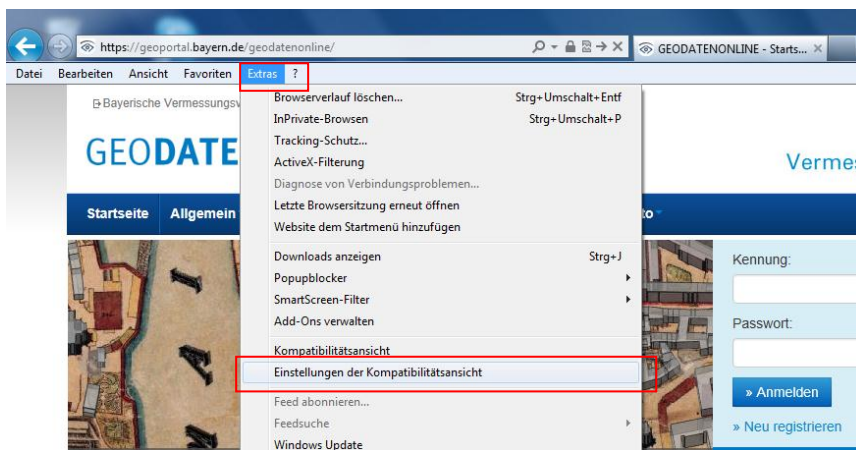 https://geoportal.bayern.de/geodatenonline/
GEODATENONLINE - Starts...
Datei Bearbeiten Ansicht Favoriten Extras ?
Bayerische
GEODATE
Verme
Startseite Allgemein
Browserverlauf löschen... Strg+Umschalt+Entf
InPrivate-Browsen Strg+Umschalt+P
Tracking-Schutz...
ActiveX-Filterung
Diagnose von Verbindungsproblemen...
Letzte Browsersitzung erneut öffnen
Website dem Startmenü hinzufügen
Downloads anzeigen Strg+J
Popupblocker
SmartScreen-Filter
Add-Ons verwalten
Kompatibilitätsansicht
Einstellungen der Kompatibilitätsansicht
Feed abonnieren...
Feedsuche
Windows Update
Kennung:
Passwort:
» Anmelden
» Neu registrieren